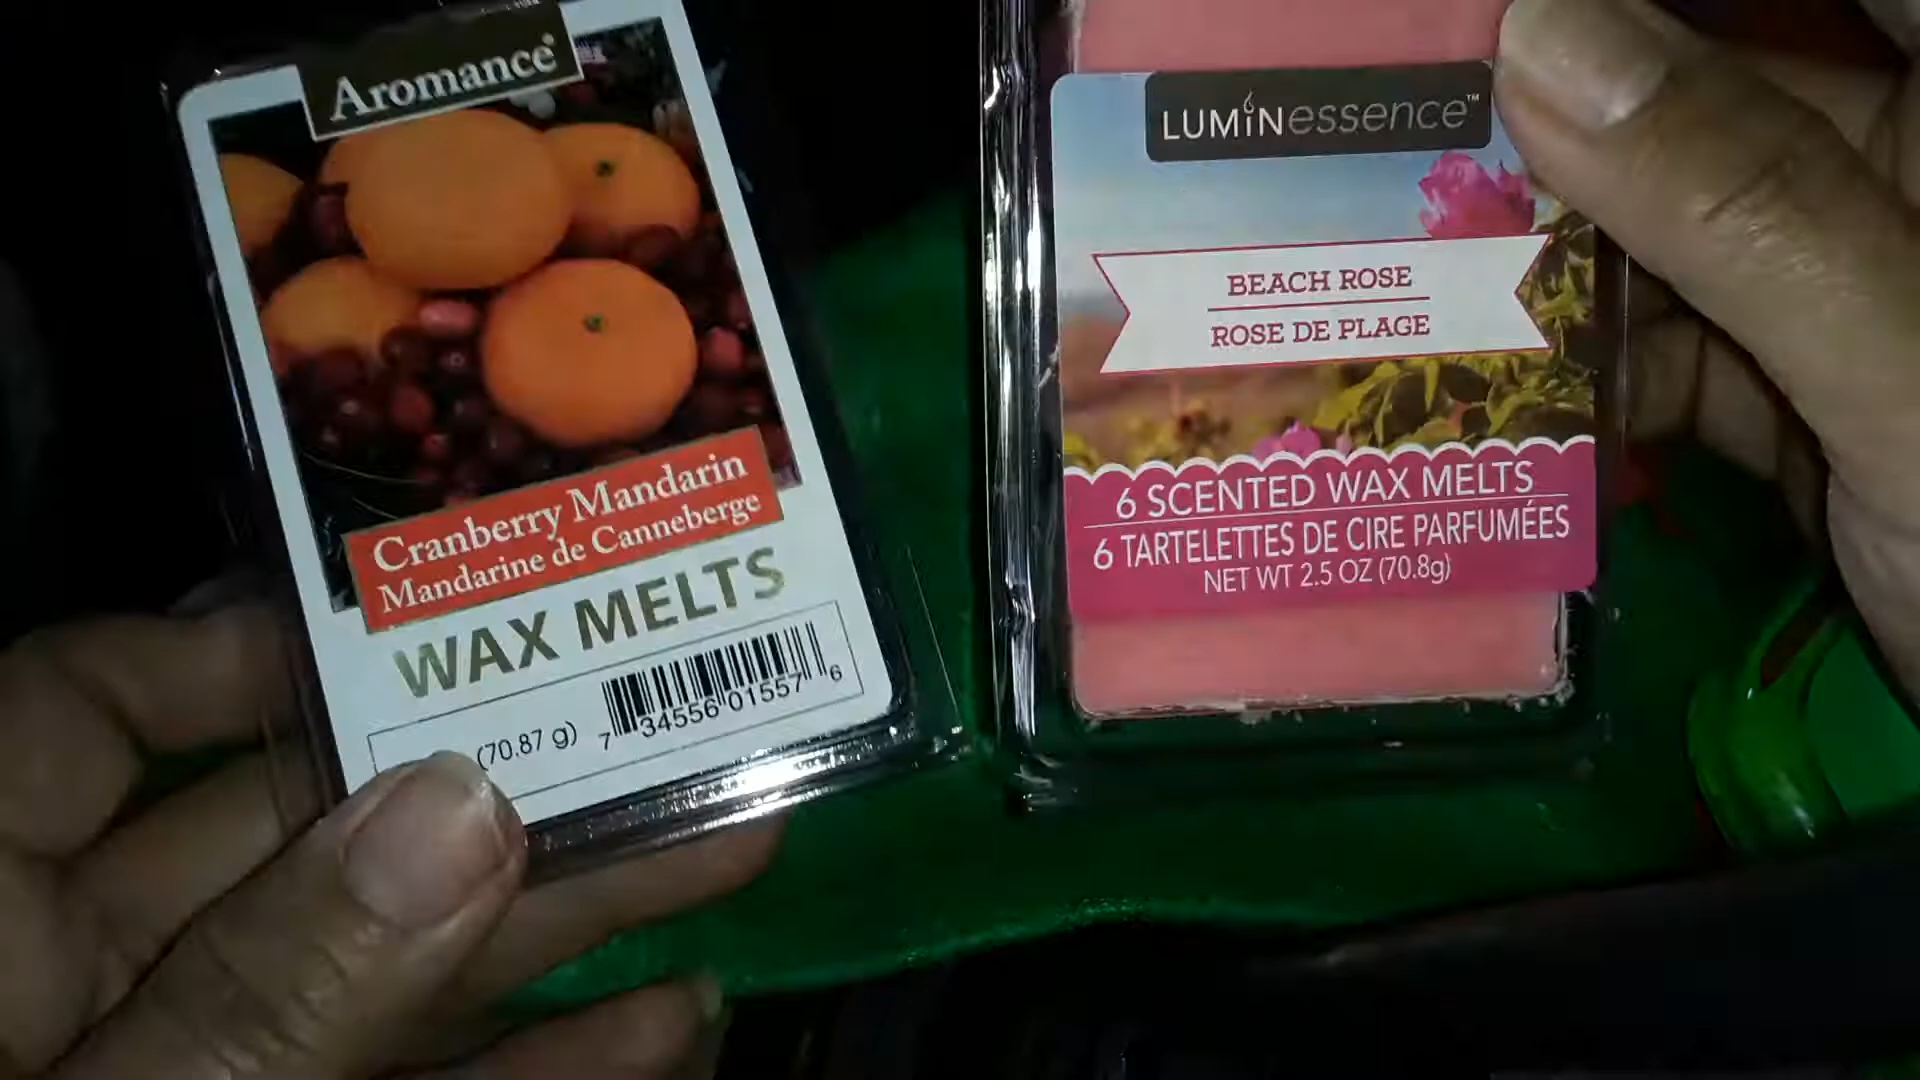 Aromance
Cranberry Mandarin
Mandarine de Canneberge
WAX MELTS
(70.87 g)
7 34556 01557 6
LUMiNessence™
BEACH ROSE
ROSE DE PLAGE
6 SCENTED WAX MELTS
6 TARTELETTES DE CIRE PARFUMÉES
NET WT 2.5 OZ (70.8g)